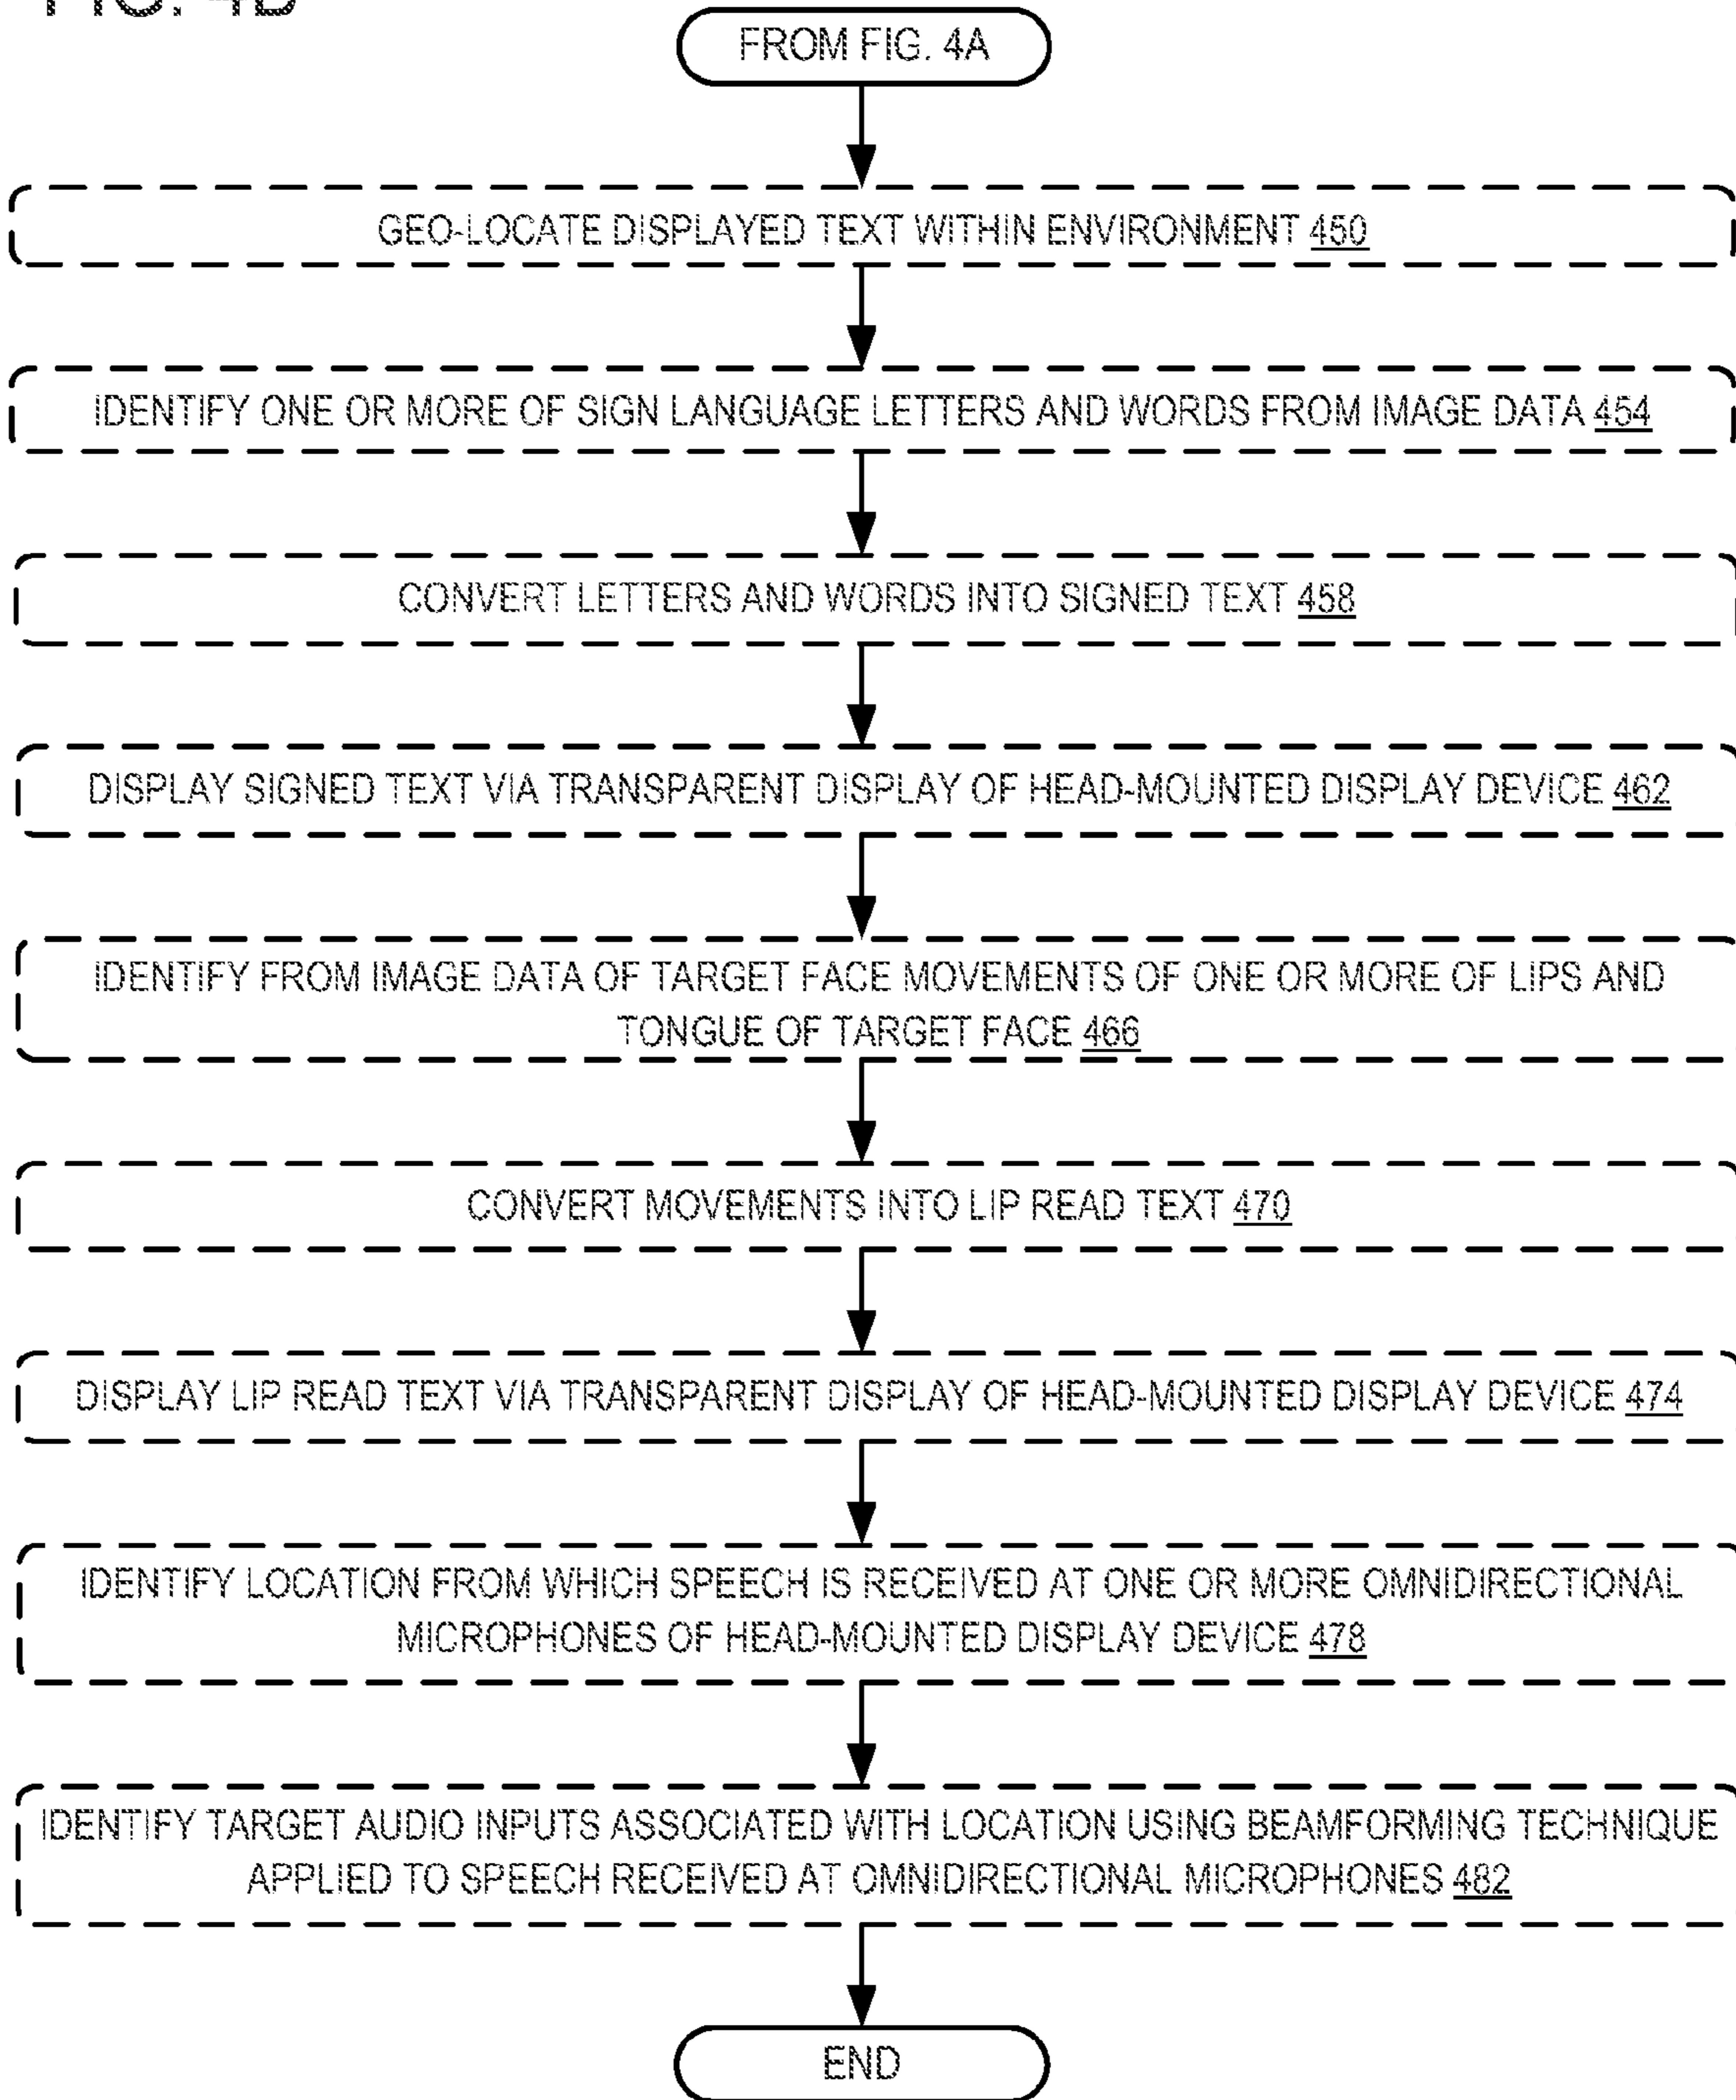 FIG. 4B
FROM FIG. 4A
GEO-LOCATE DISPLAYED TEXT WITHIN ENVIRONMENT 450
IDENTIFY ONE OR MORE OF SIGN LANGUAGE LETTERS AND WORDS FROM IMAGE DATA 454
CONVERT LETTERS AND WORDS INTO SIGNED TEXT 458
DISPLAY SIGNED TEXT VIA TRANSPARENT DISPLAY OF HEAD-MOUNTED DISPLAY DEVICE 462
IDENTIFY FROM IMAGE DATA OF TARGET FACE MOVEMENTS OF ONE OR MORE OF LIPS AND
TONGUE OF TARGET FACE 466
CONVERT MOVEMENTS INTO LIP READ TEXT 470
DISPLAY LIP READ TEXT VIA TRANSPARENT DISPLAY OF HEAD-MOUNTED DISPLAY DEVICE 474
IDENTIFY LOCATION FROM WHICH SPEECH IS RECEIVED AT ONE OR MORE OMNIDIRECTIONAL
MICROPHONES OF HEAD-MOUNTED DISPLAY DEVICE 478
IDENTIFY TARGET AUDIO INPUTS ASSOCIATED WITH LOCATION USING BEAMFORMING TECHNIQUE
APPLIED TO SPEECH RECEIVED AT OMNIDIRECTIONAL MICROPHONES 482
END